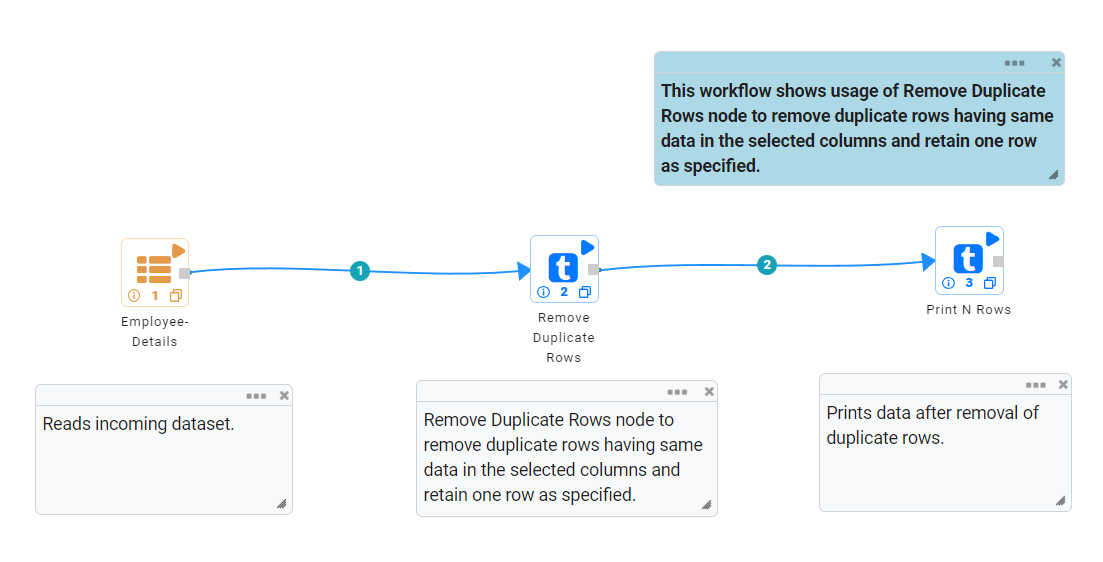 This workflow shows usage of Remove Duplicate
Rows node to remove duplicate rows having same
data in the selected columns and retain one row
as specified.
1
2
t
t
1
2
3
Employee-
Details
Remove
Duplicate
Rows
Print N Rows
Reads incoming dataset.
Remove Duplicate Rows node to
remove duplicate rows having same
data in the selected columns and
retain one row as specified.
Prints data after removal of
duplicate rows.